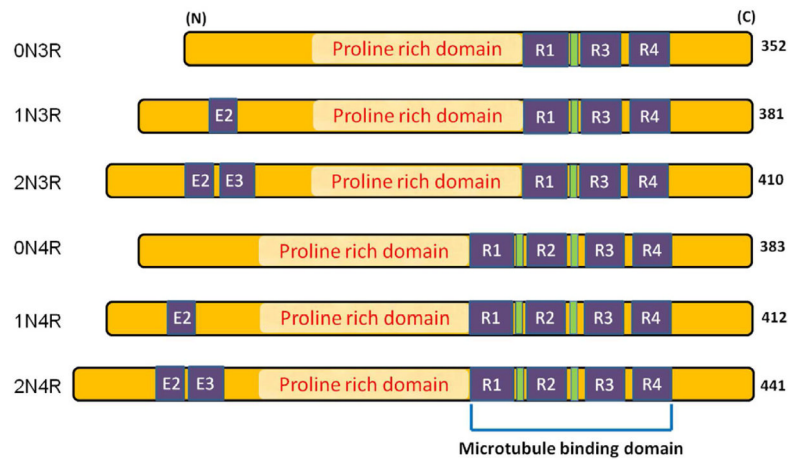 (N) (C)
0N3R Proline rich domain R1 R3 R4 352
1N3R E2 Proline rich domain R1 R3 R4 381
2N3R E2 E3 Proline rich domain R1 R3 R4 410
0N4R Proline rich domain R1 R2 R3 R4 383
1N4R E2 Proline rich domain R1 R2 R3 R4 412
2N4R E2 E3 Proline rich domain R1 R2 R3 R4 441
Microtubule binding domain